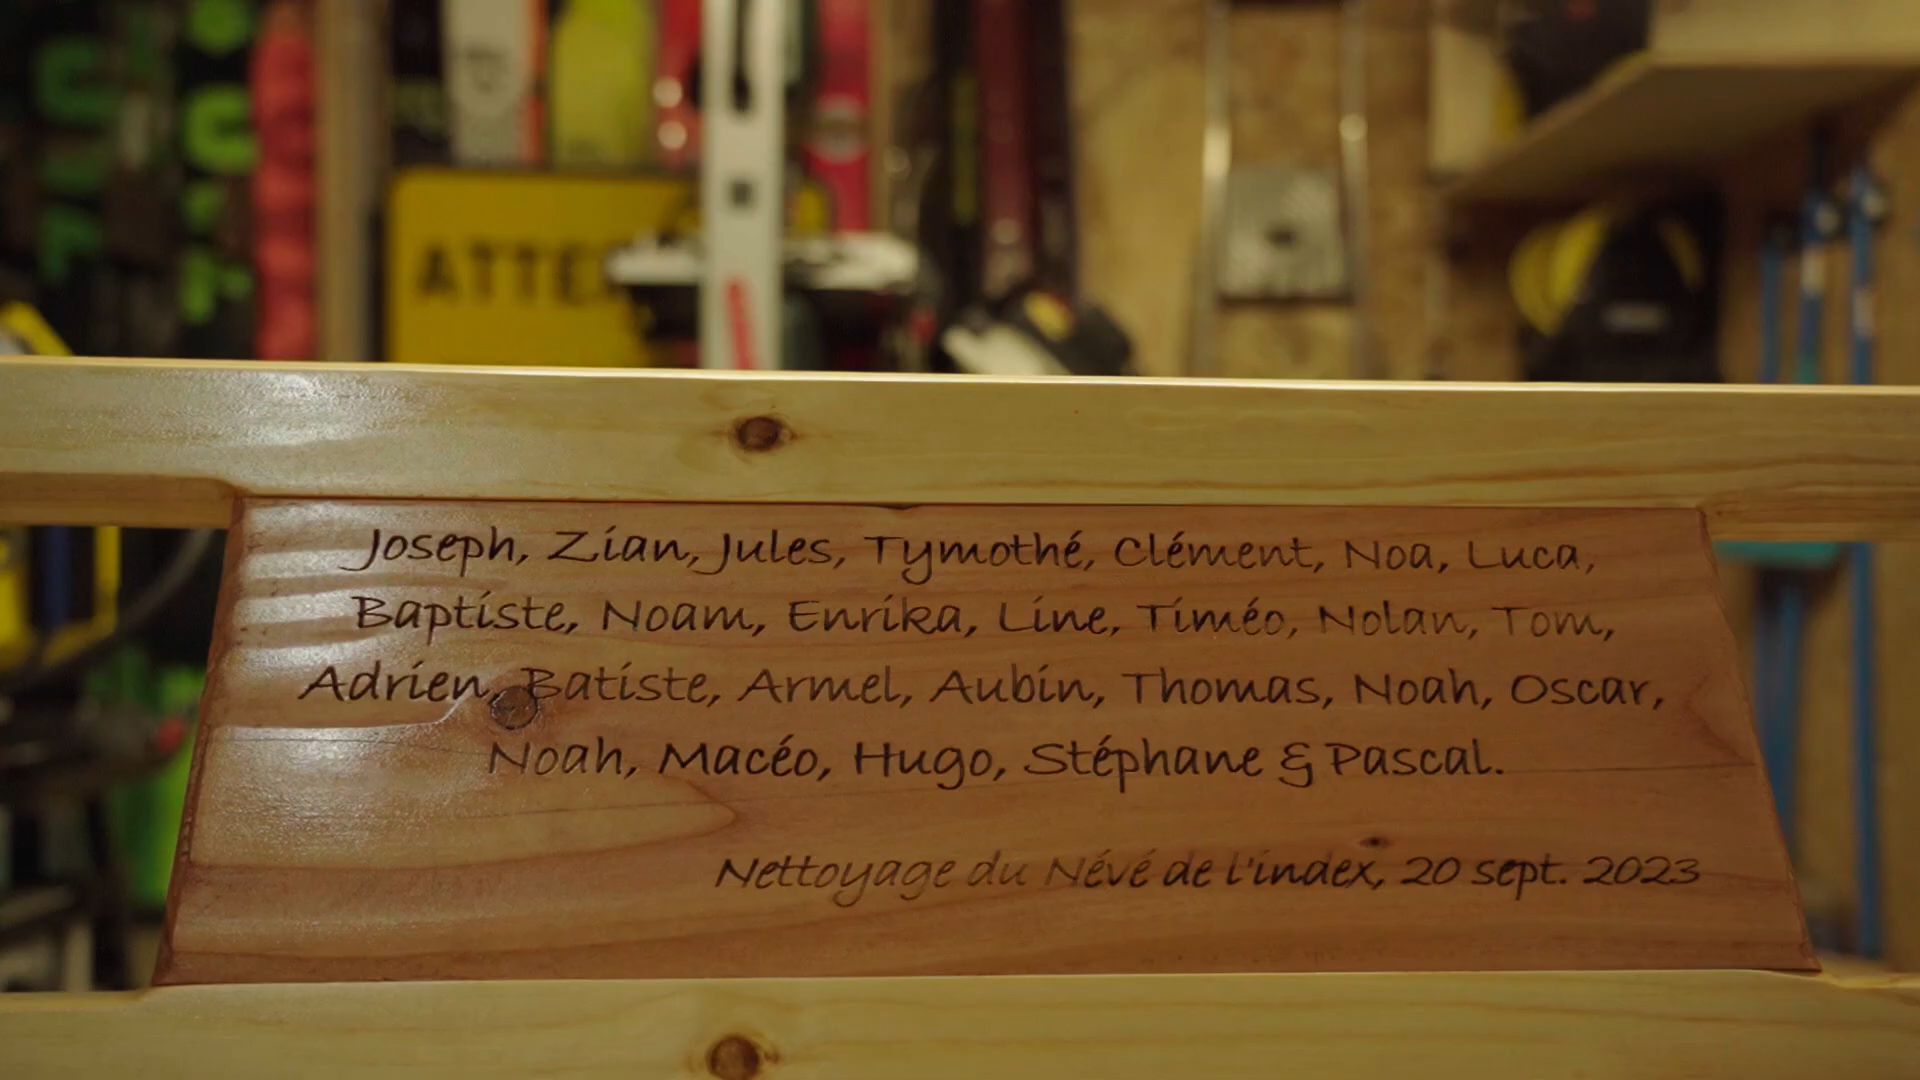 ATTE
Joseph, Zian, Jules, Tymothé, Clément, Noa, Luca,
Baptiste, Noam, Enrika, Line, Timéo, Nolan, Tom,
Adrien, Batiste, Armel, Aubin, Thomas, Noah, Oscar,
Noah, Macéo, Hugo, Stéphane & Pascal.
Nettoyage du Névé de l'index, 20 sept. 2023